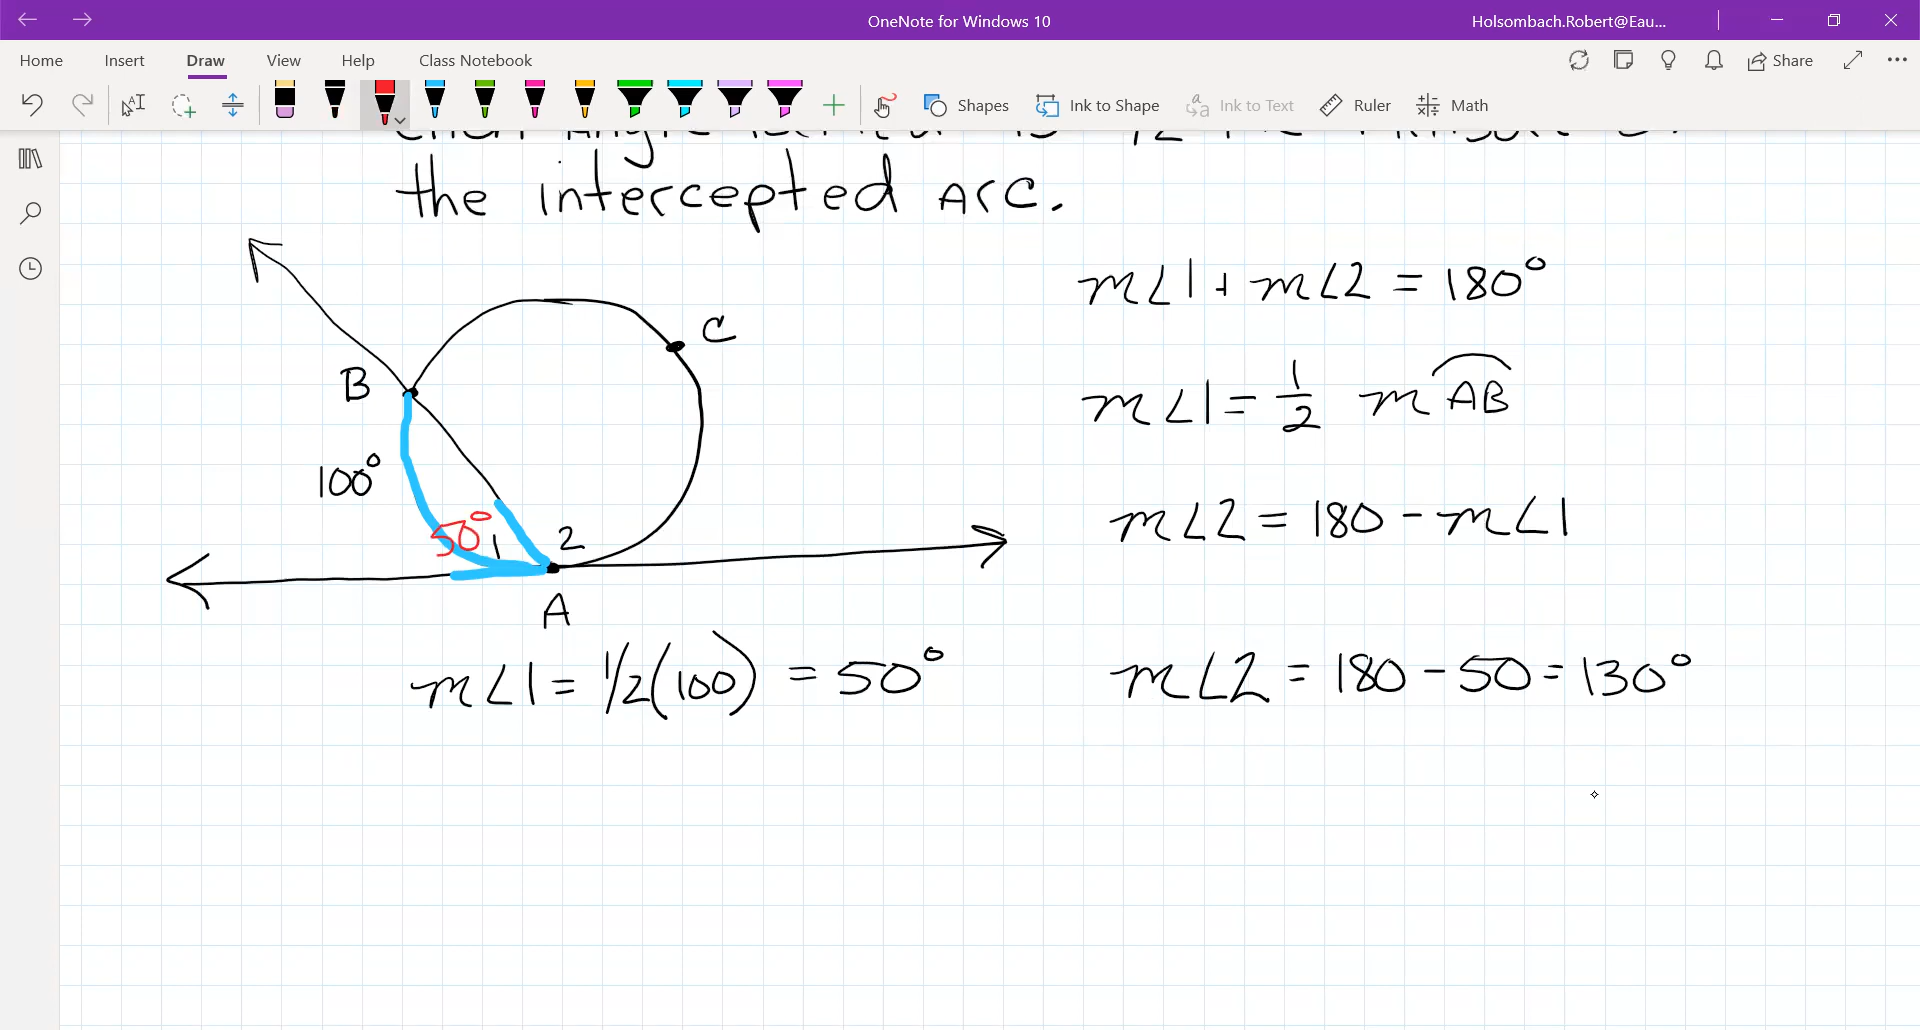 OneNote for Windows 10
Holsombach.Robert@Eau...
Home Insert Draw View Help Class Notebook
Share
Shapes Ink to Shape Ink to Text Ruler Math
the intercepted ARC.
m∠1 + m∠2 = 180°
C
B
m∠1 = 1/2 m AB
100°
50°
1 2
m∠2 = 180 - m∠1
A
m∠1 = 1/2(100) = 50°
m∠2 = 180 - 50 = 130°